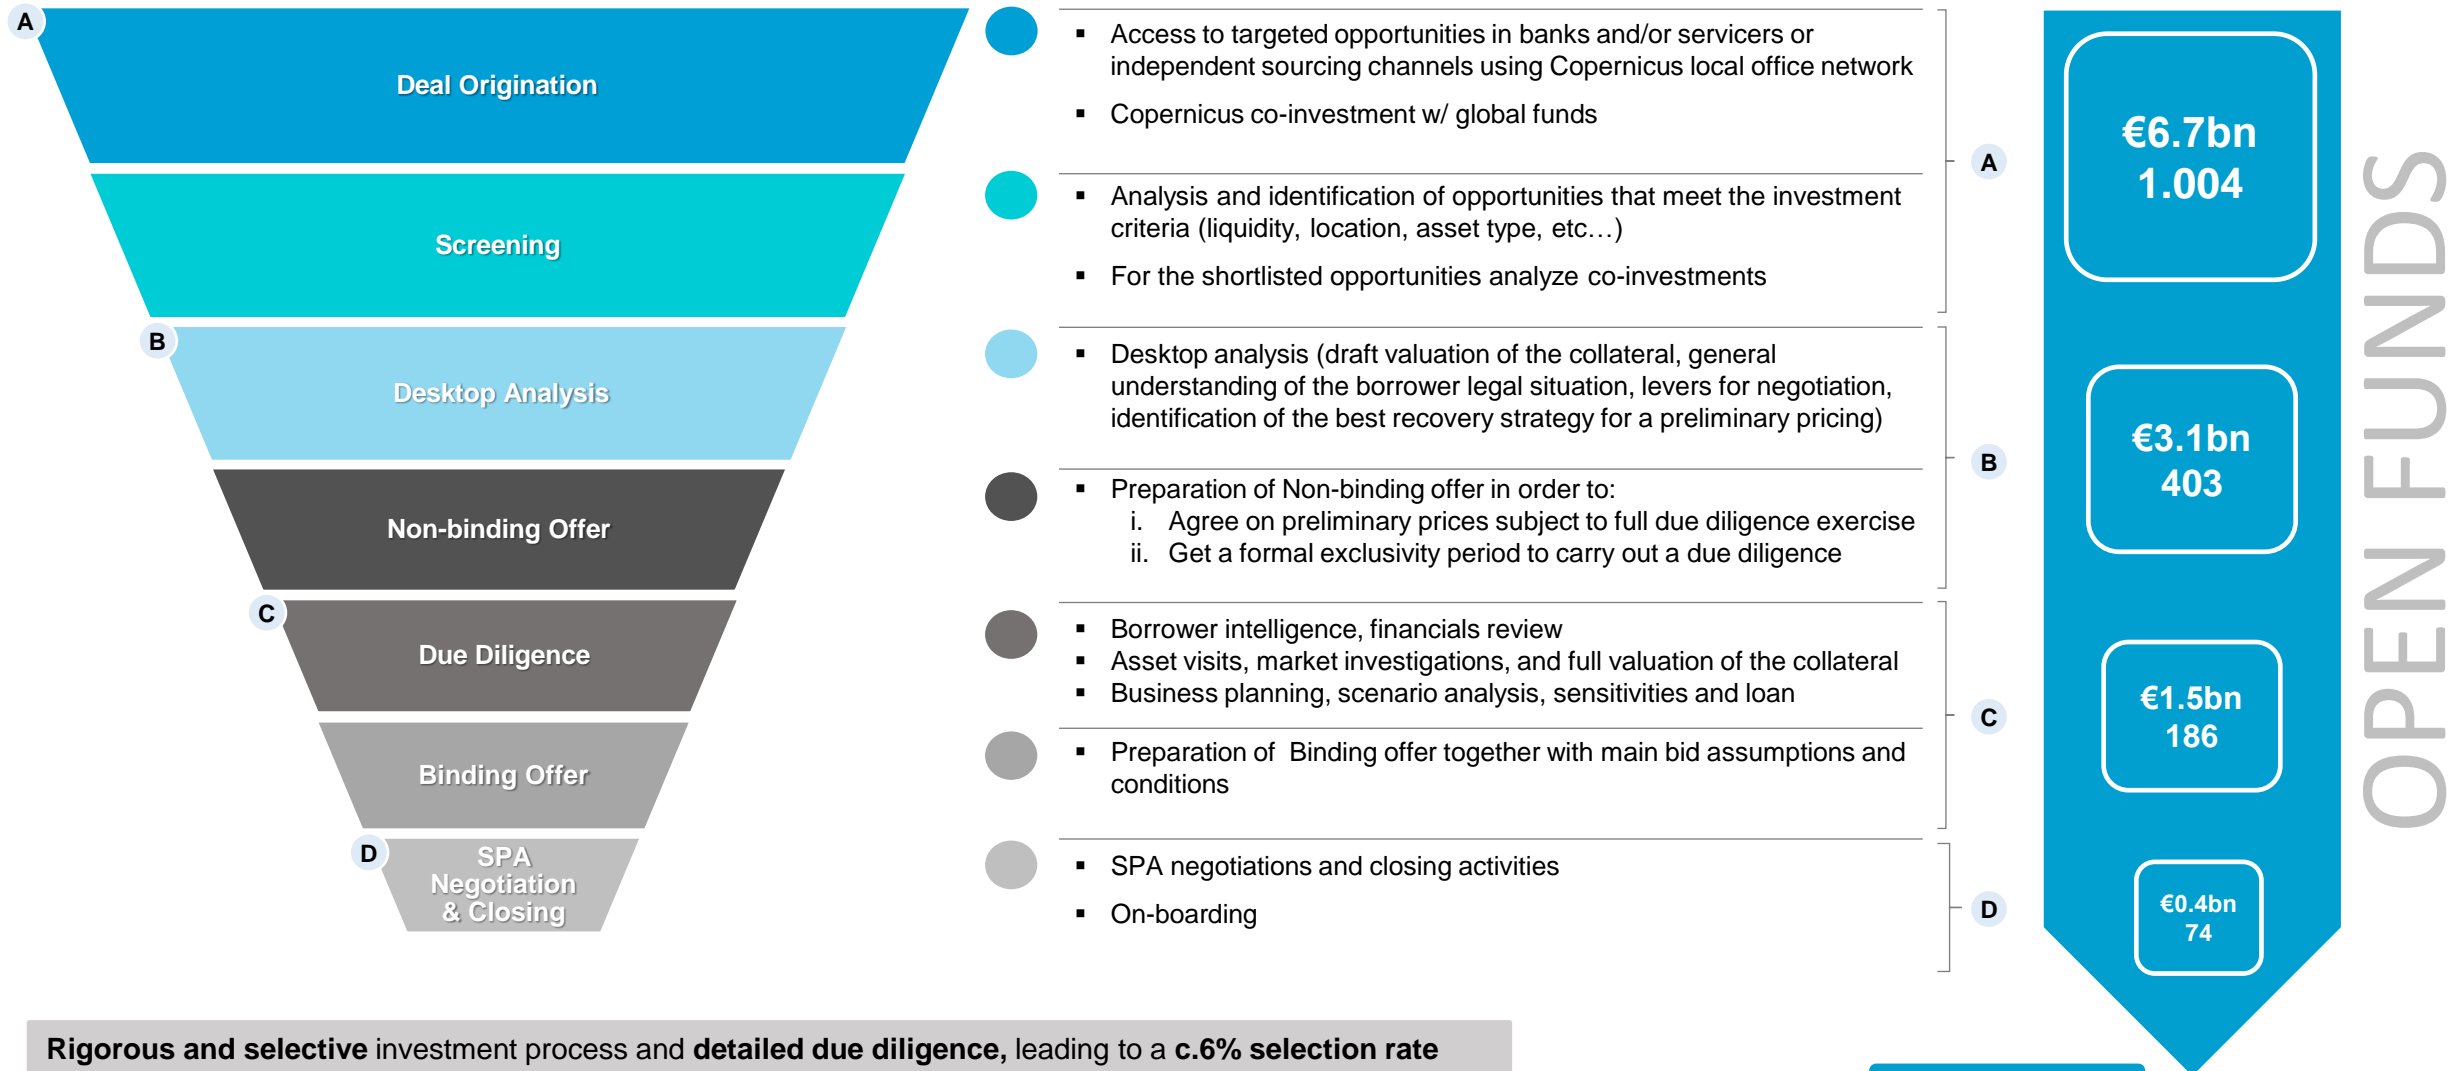 A
Deal Origination
Screening
B
Desktop Analysis
Non-binding Offer
C
Due Diligence
Binding Offer
D
SPA
Negotiation
& Closing
▪ Access to targeted opportunities in banks and/or servicers or
independent sourcing channels using Copernicus local office network
▪ Copernicus co-investment w/ global funds
▪ Analysis and identification of opportunities that meet the investment
criteria (liquidity, location, asset type, etc…)
▪ For the shortlisted opportunities analyze co-investments
A
▪ Desktop analysis (draft valuation of the collateral, general
understanding of the borrower legal situation, levers for negotiation,
identification of the best recovery strategy for a preliminary pricing)
▪ Preparation of Non-binding offer in order to:
i. Agree on preliminary prices subject to full due diligence exercise
ii. Get a formal exclusivity period to carry out a due diligence
B
▪ Borrower intelligence, financials review
▪ Asset visits, market investigations, and full valuation of the collateral
▪ Business planning, scenario analysis, sensitivities and loan
▪ Preparation of Binding offer together with main bid assumptions and
conditions
C
▪ SPA negotiations and closing activities
▪ On-boarding
D
€6.7bn
1.004
€3.1bn
403
€1.5bn
186
€0.4bn
74
OPEN FUNDS
Rigorous and selective investment process and detailed due diligence, leading to a c.6% selection rate